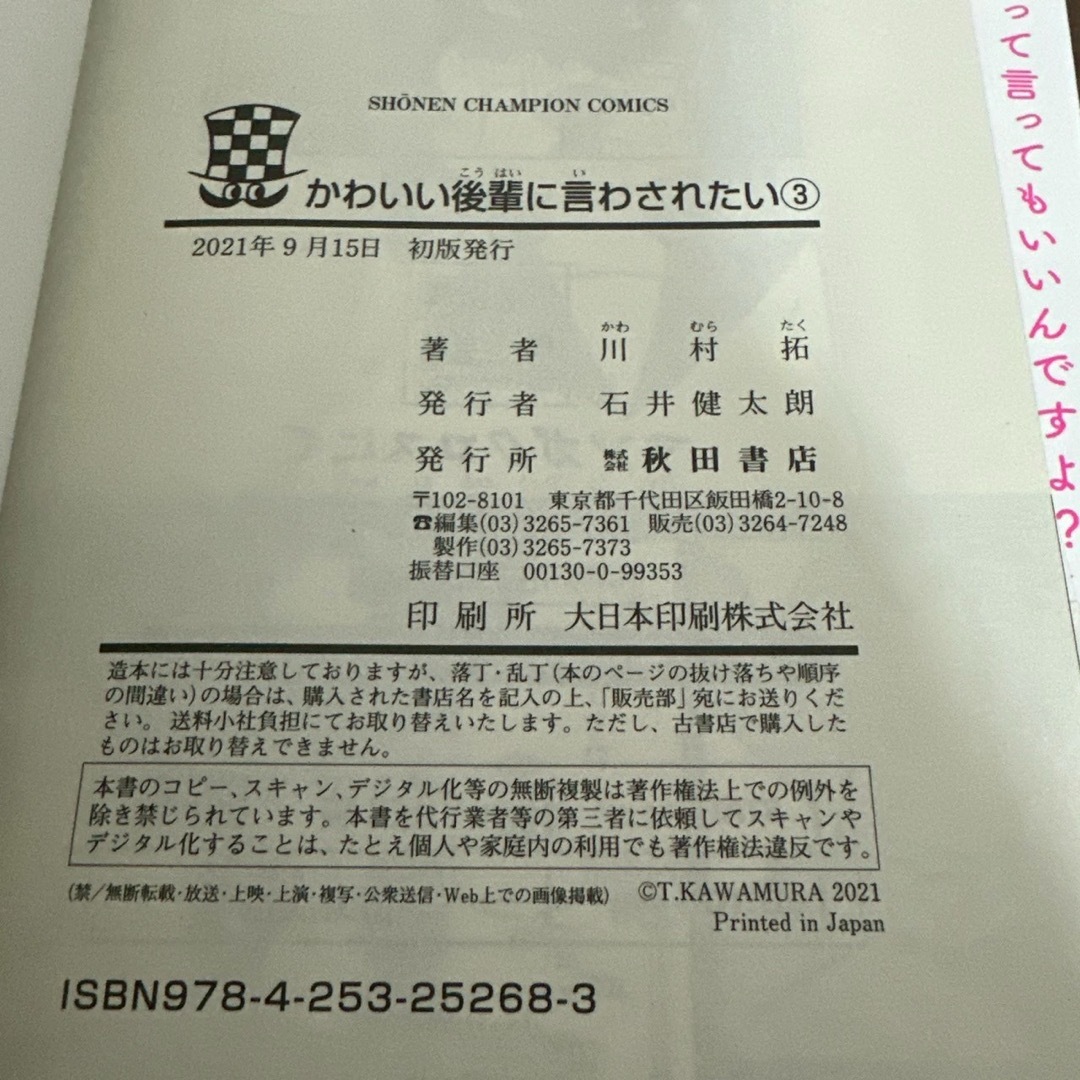 SHŌNEN CHAMPION COMICS
こう はい い
かわいい後輩に言わされたい③
2021年9月15日 初版発行
かわ むら たく
著者 川村拓
発行者 石井健太朗
発行所 株式会社 秋田書店
〒102-8101 東京都千代田区飯田橋2-10-8
☎編集(03)3265-7361 販売(03)3264-7248
製作(03)3265-7373
振替口座 00130-0-99353
印刷所 大日本印刷株式会社
造本には十分注意しておりますが、落丁・乱丁(本のページの抜け落ちや順序
の間違い)の場合は、購入された書店名を記入の上、「販売部」宛にお送りくだ
さい。送料小社負担にてお取り替えいたします。ただし、古書店で購入した
ものはお取り替えできません。
本書のコピー、スキャン、デジタル化等の無断複製は著作権法上での例外を
除き禁じられています。本書を代行業者等の第三者に依頼してスキャンや
デジタル化することは、たとえ個人や家庭内の利用でも著作権法違反です。
(禁/無断転載・放送・上映・上演・複写・公衆送信・Web上での画像掲載) ©T.KAWAMURA 2021
Printed in Japan
ISBN978-4-253-25268-3
って言ってもいいんですよ?